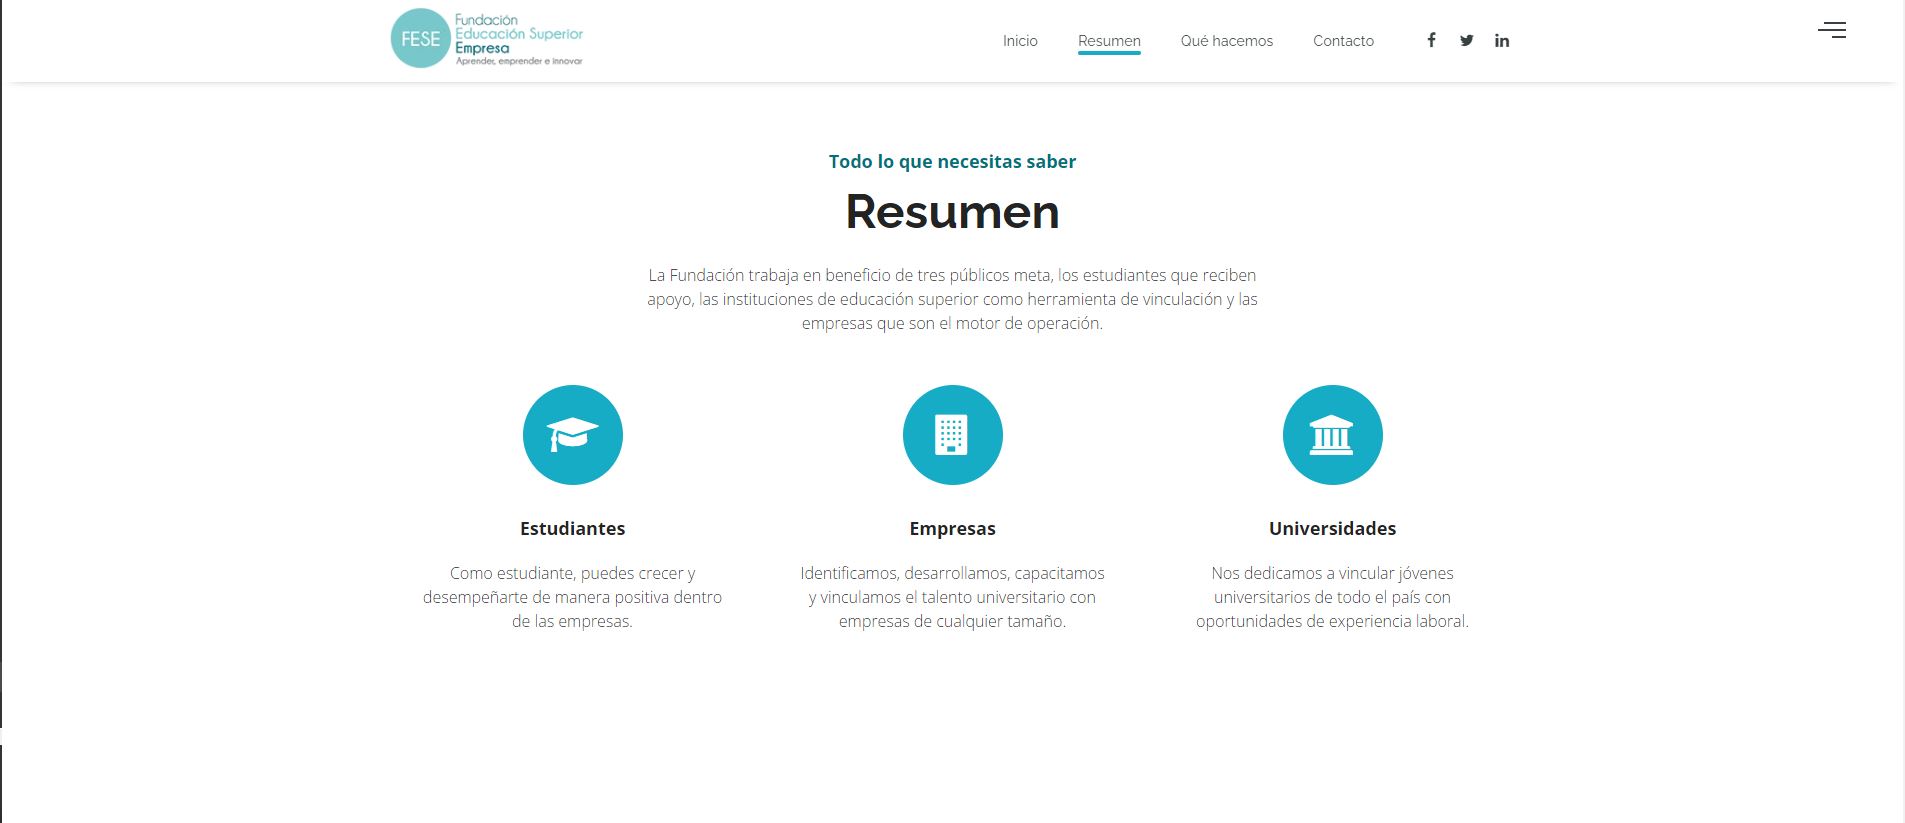 FESE
Fundación
Educación Superior
Empresa
Aprender, emprender e innovar
Inicio
Resumen
Qué hacemos
Contacto
Todo lo que necesitas saber
Resumen
La Fundación trabaja en beneficio de tres públicos meta, los estudiantes que reciben
apoyo, las instituciones de educación superior como herramienta de vinculación y las
empresas que son el motor de operación.
Estudiantes
Como estudiante, puedes crecer y
desempeñarte de manera positiva dentro
de las empresas.
Empresas
Identificamos, desarrollamos, capacitamos
y vinculamos el talento universitario con
empresas de cualquier tamaño.
Universidades
Nos dedicamos a vincular jóvenes
universitarios de todo el país con
oportunidades de experiencia laboral.